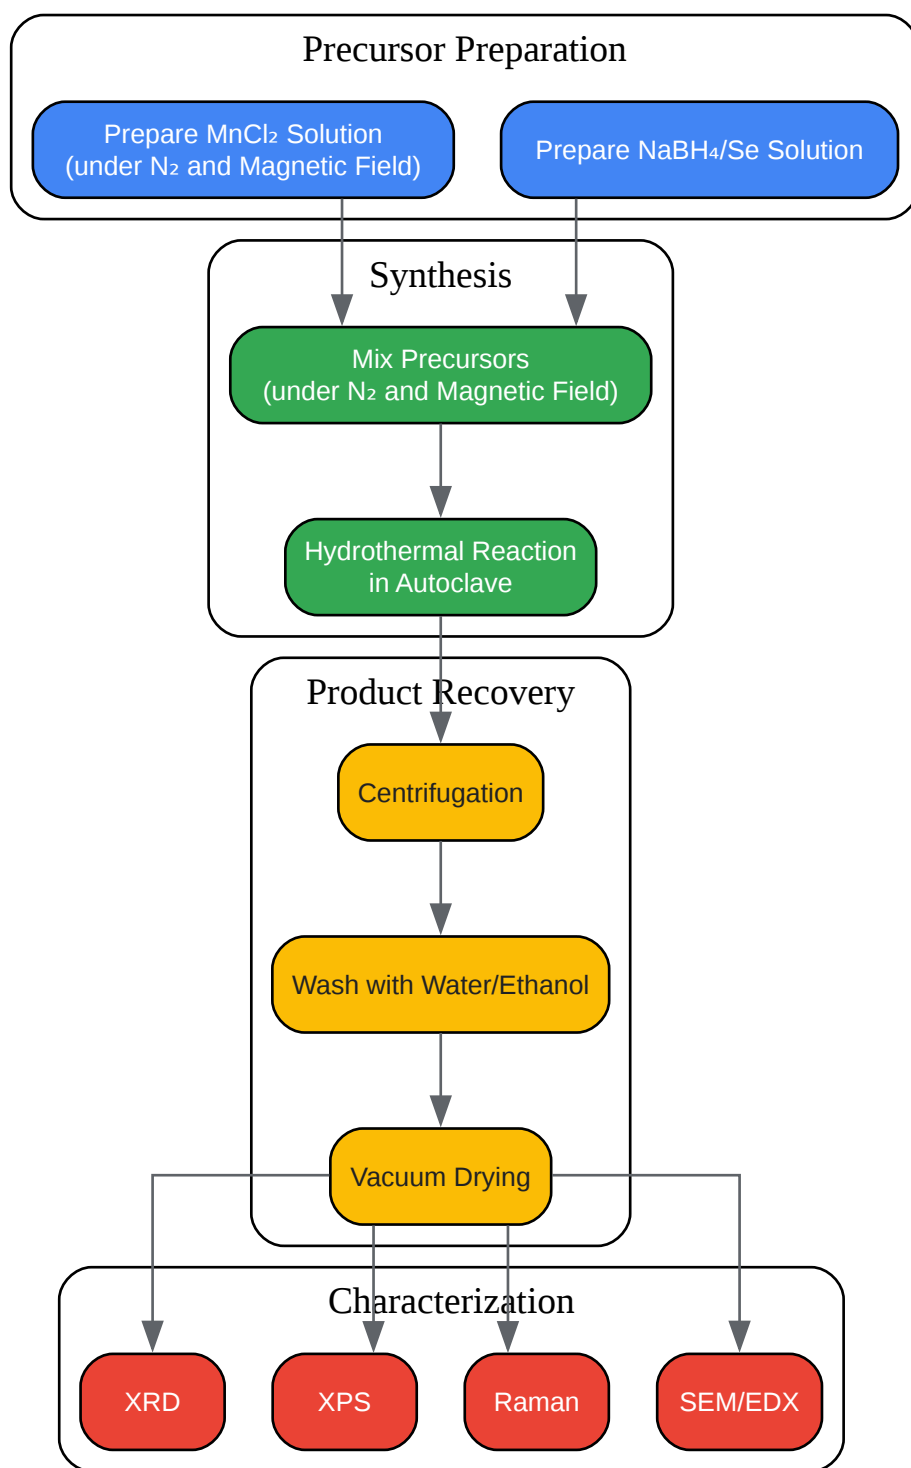 Precursor Preparation
Prepare MnCl₂ Solution
(under N₂ and Magnetic Field)
Prepare NaBH₄/Se Solution
Synthesis
Mix Precursors
(under N₂ and Magnetic Field)
Hydrothermal Reaction
in Autoclave
Product Recovery
Centrifugation
Wash with Water/Ethanol
Vacuum Drying
Characterization
XRD
XPS
Raman
SEM/EDX